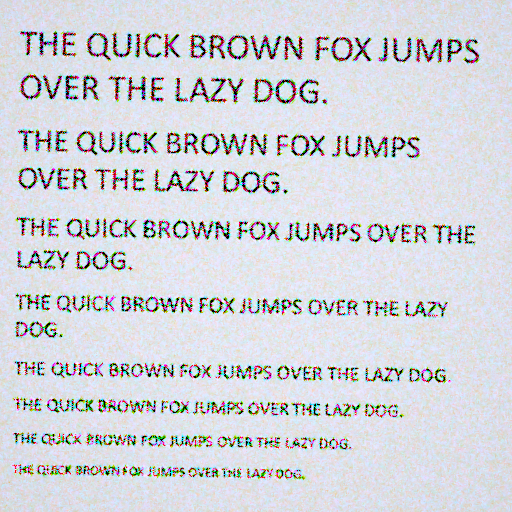 THE QUICK BROWN FOX JUMPS
OVER THE LAZY DOG.
THE QUICK BROWN FOX JUMPS
OVER THE LAZY DOG.
THE QUICK BROWN FOX JUMPS OVER THE
LAZY DOG.
THE QUICK BROWN FOX JUMPS OVER THE LAZY
DOG.
THE QUICK BROWN FOX JUMPS OVER THE LAZY DOG.
THE QUICK BROWN FOX JUMPS OVER THE LAZY DOG.
THE QUICK BROWN FOX JUMPS OVER THE LAZY DOG.
THE QUICK BROWN FOX JUMPS OVER THE LAZY DOG.